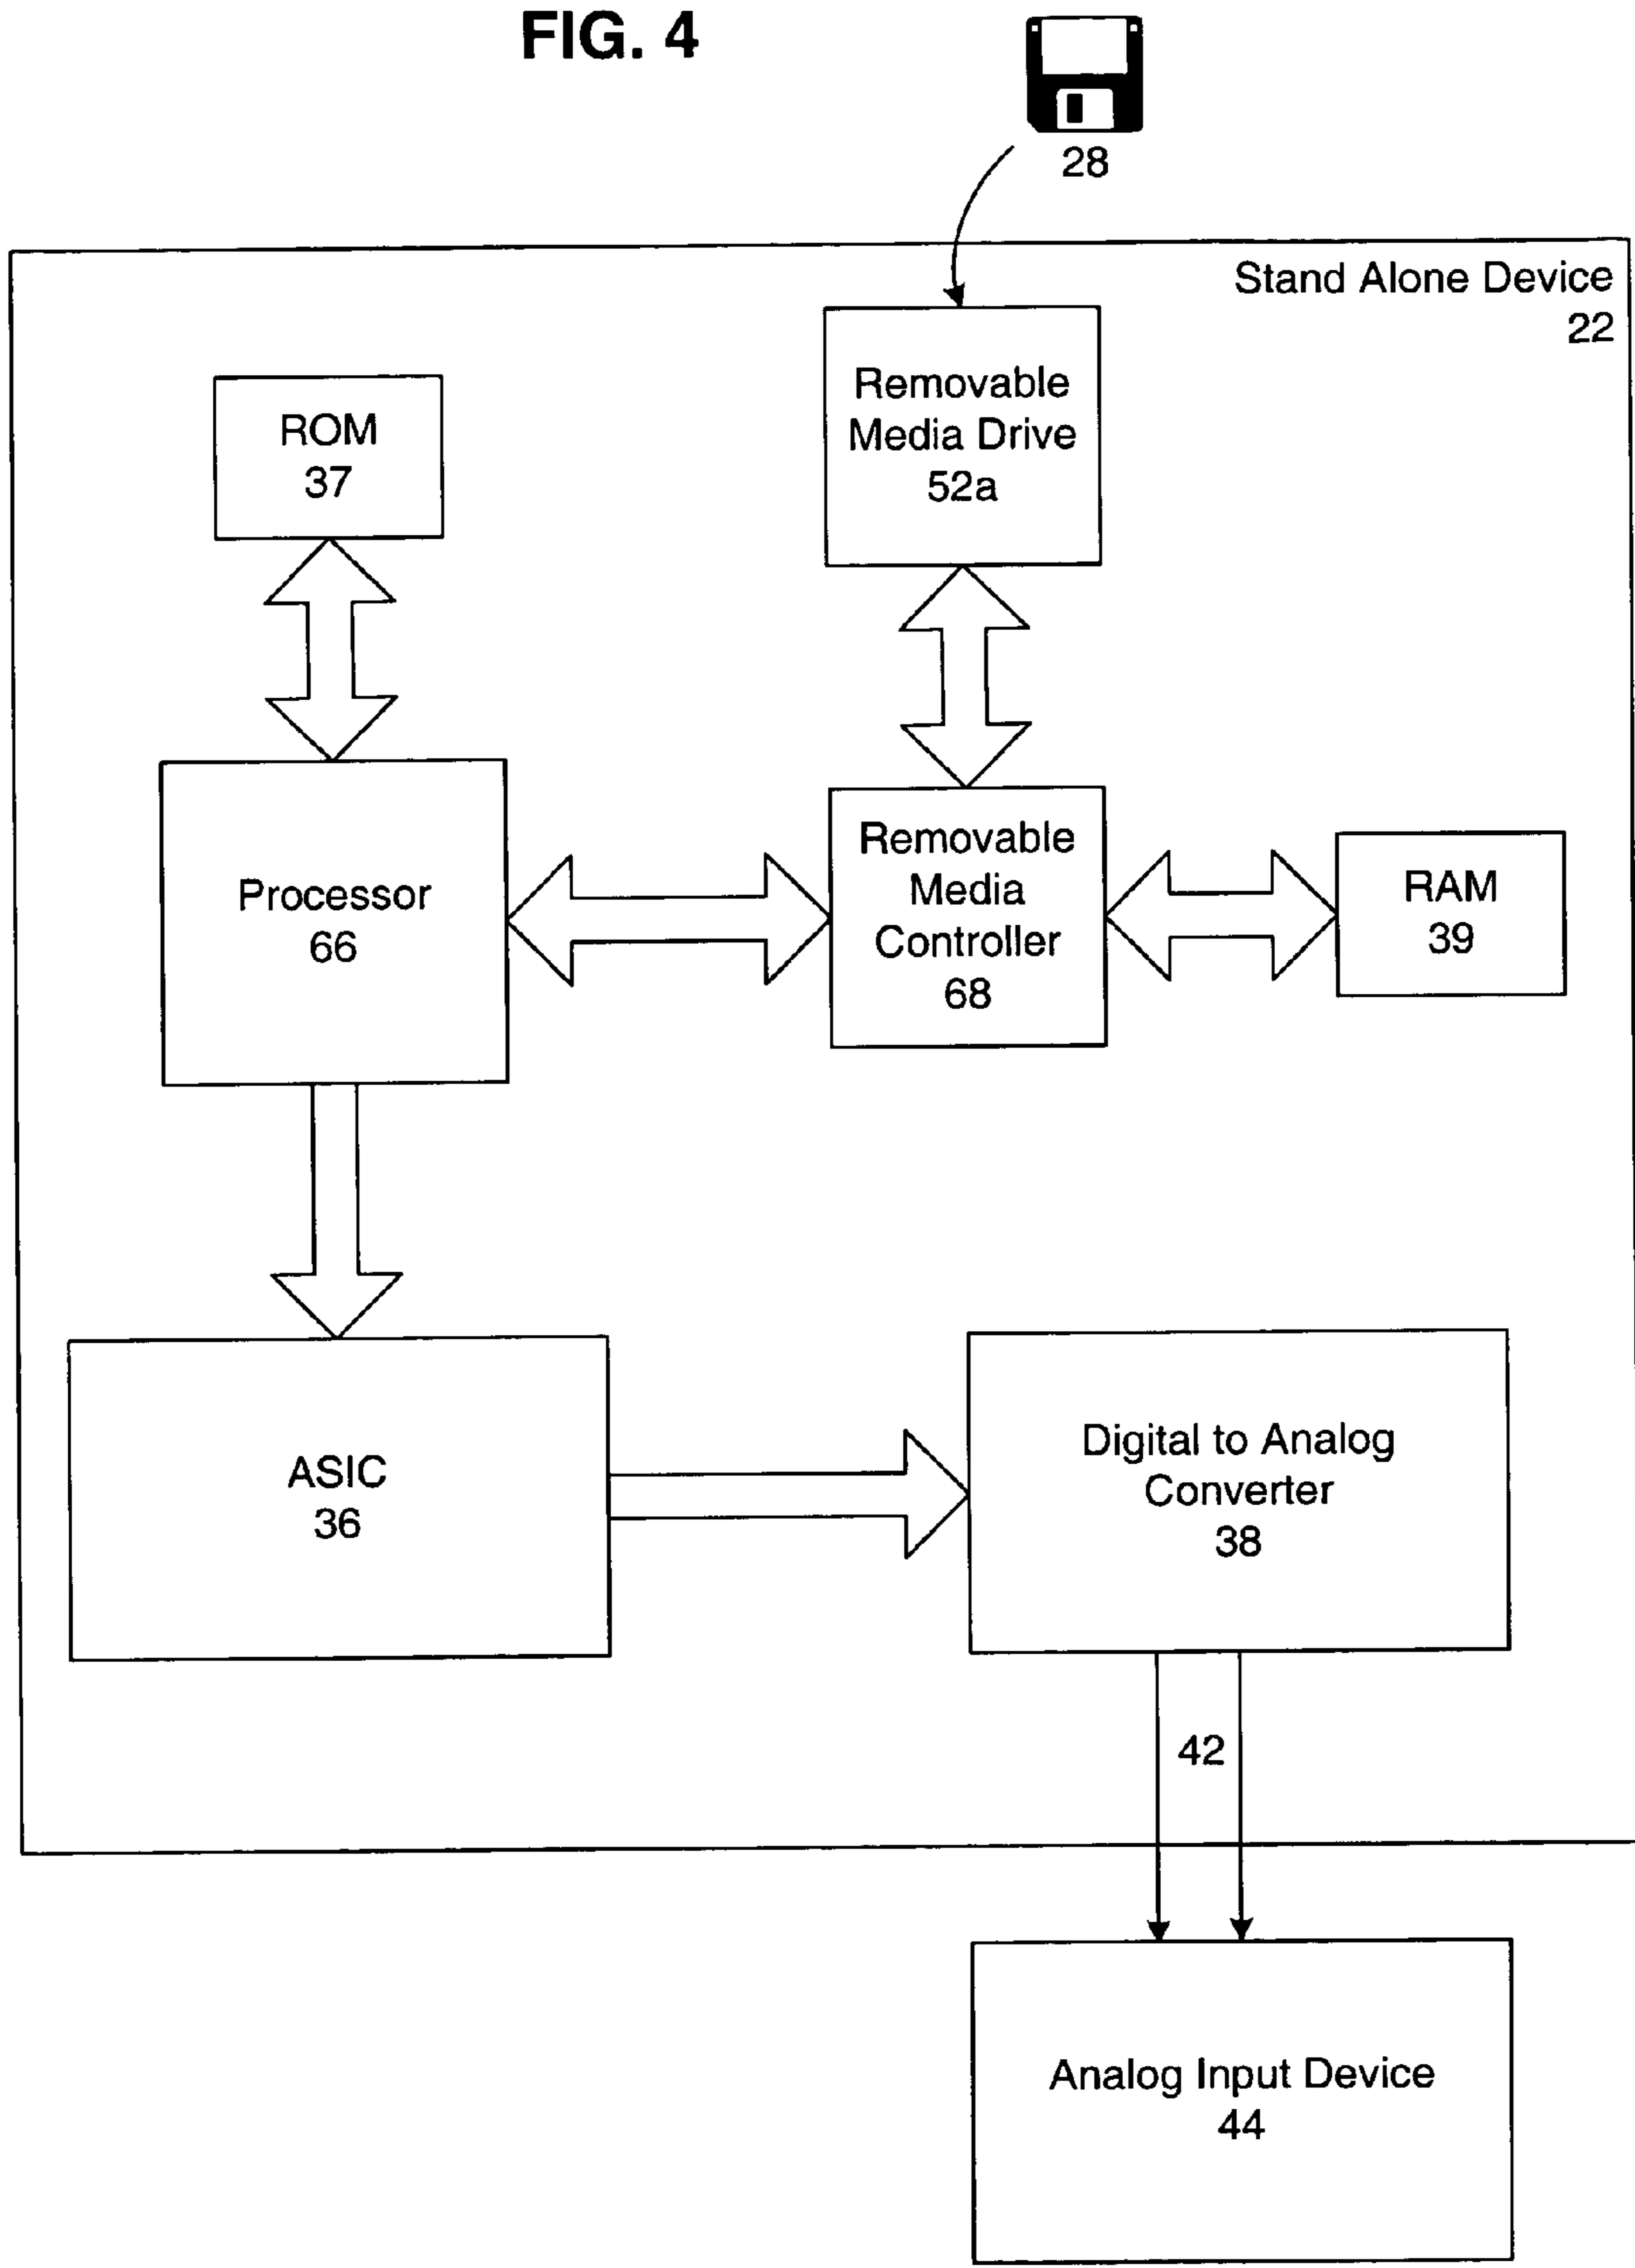 FIG. 4
28
Stand Alone Device
22
Removable
Media Drive
52a
ROM
37
Processor
66
Removable
Media
Controller
68
RAM
39
ASIC
36
Digital to Analog
Converter
38
42
Analog Input Device
44